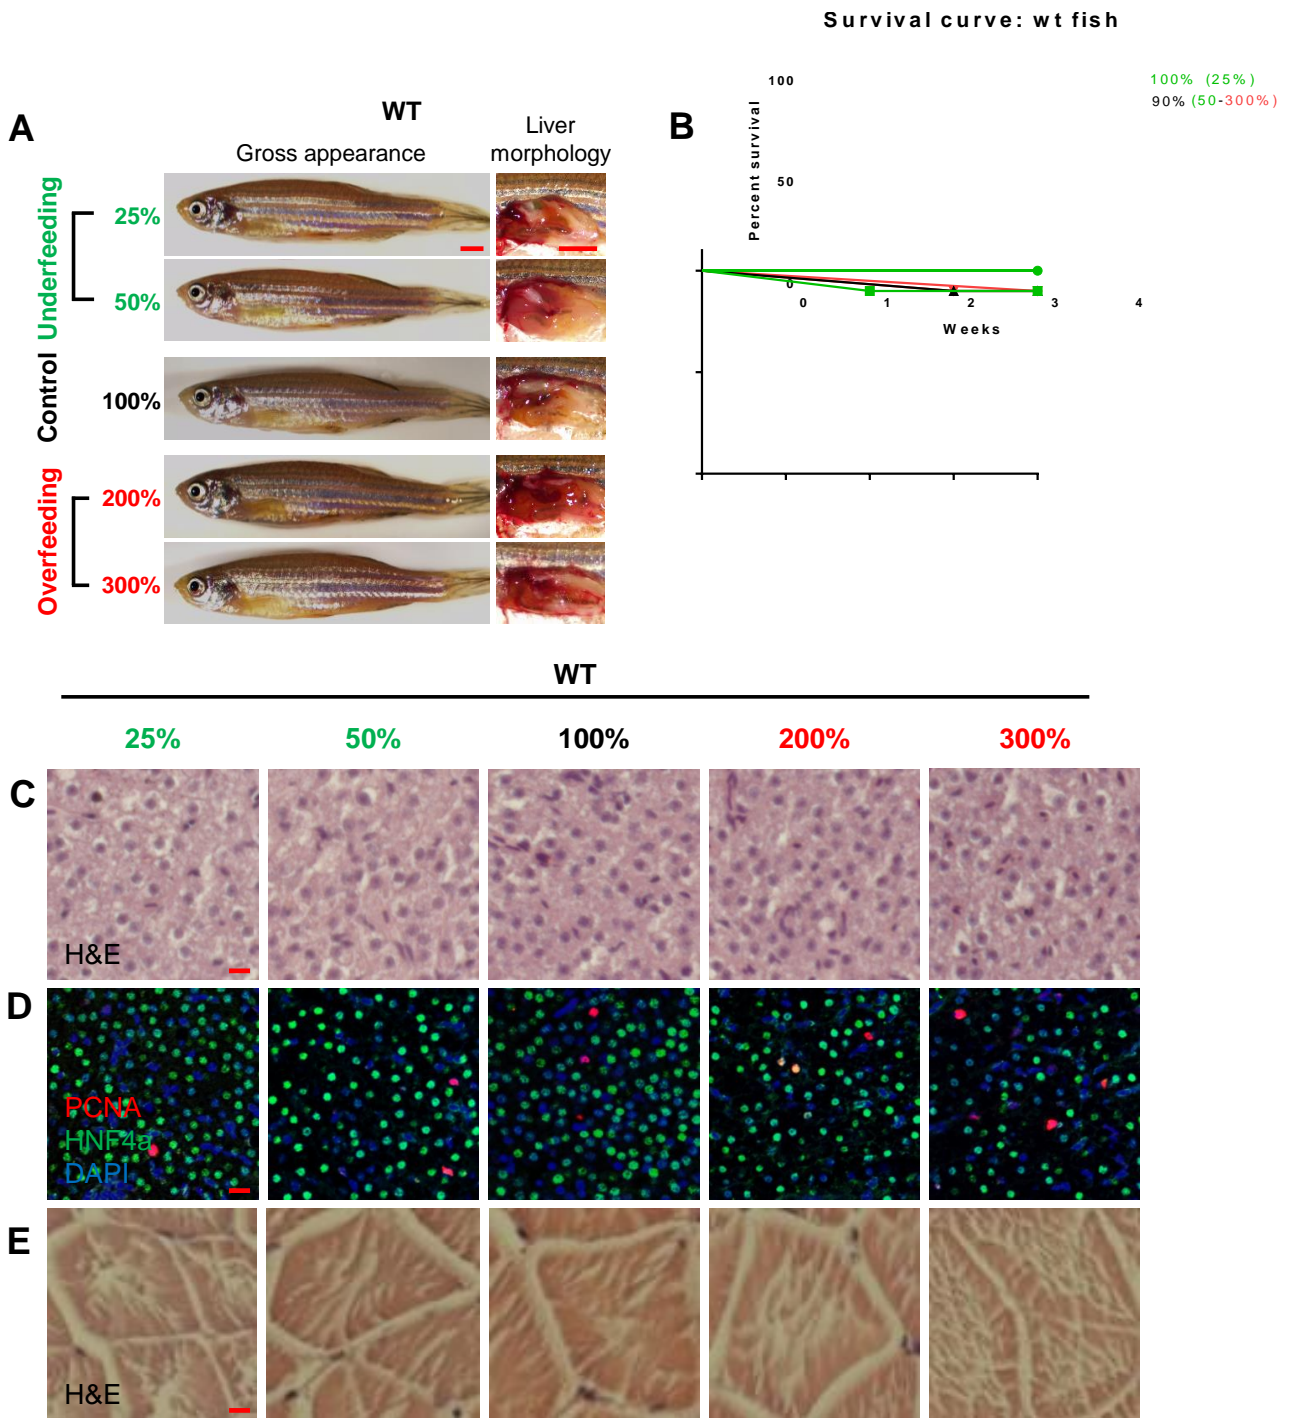 Survival curve: wt fish
100
100% (25%)
90% (50-300%)
WT
A
B
Liver
morphology
Gross appearance
Percent survival
50
0
0 1 2 3 4
Weeks
Underfeeding
25%
50%
Control
100%
Overfeeding
200%
300%
WT
25% 50% 100% 200% 300%
C
H&E
D
PCNA
HNF4a
DAPI
E
H&E